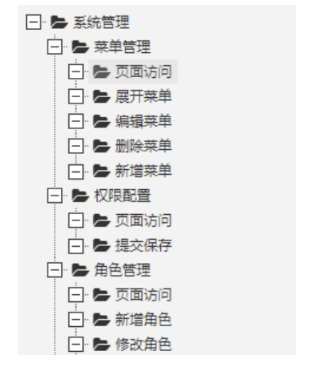 系统管理
菜单管理
页面访问
展开菜单
编辑菜单
删除菜单
新增菜单
权限配置
页面访问
提交保存
角色管理
页面访问
新增角色
修改角色